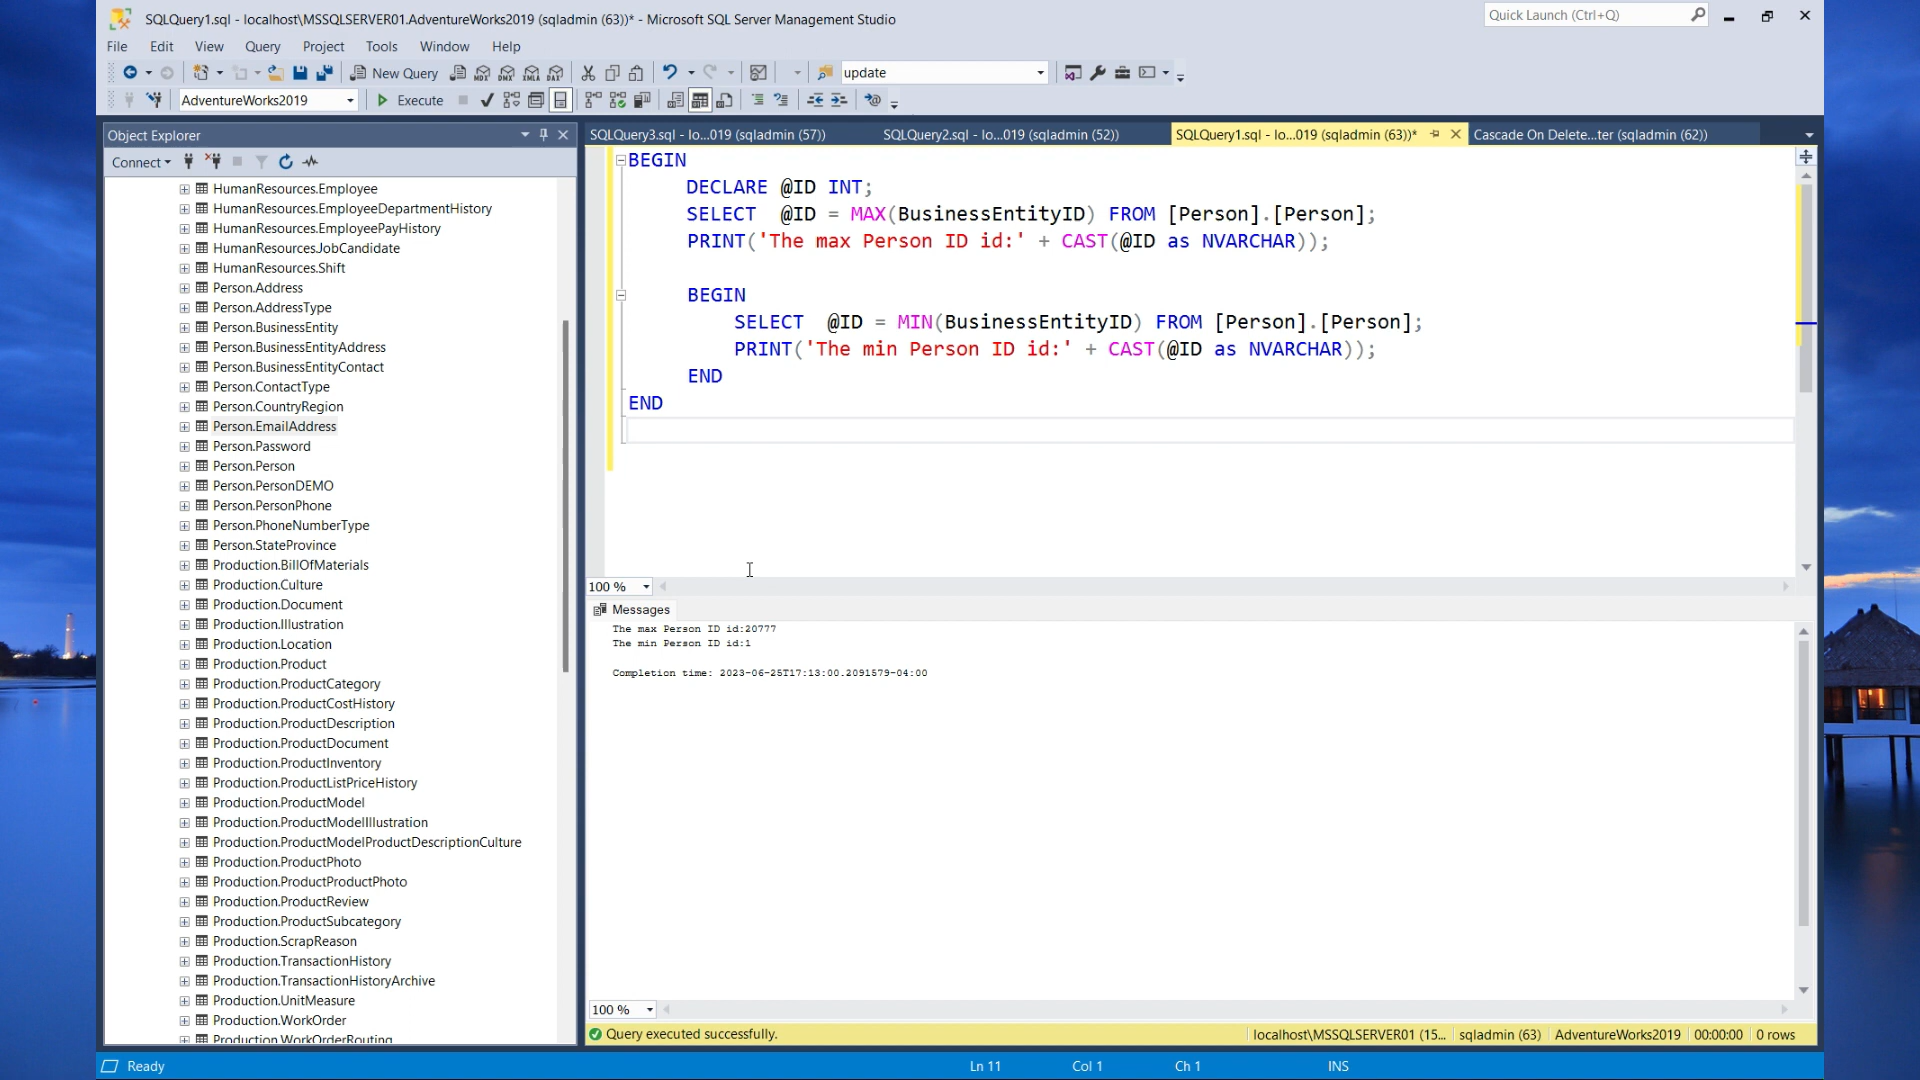 SQLQuery1.sql - localhost\MSSQLSERVER01.AdventureWorks2019 (sqladmin (63))* - Microsoft SQL Server Management Studio
Quick Launch (Ctrl+Q)
File Edit View Query Project Tools Window Help
New Query MDX DMX XMLA DAX update
AdventureWorks2019 Execute
Object Explorer
Connect
HumanResources.Employee
HumanResources.EmployeeDepartmentHistory
HumanResources.EmployeePayHistory
HumanResources.JobCandidate
HumanResources.Shift
Person.Address
Person.AddressType
Person.BusinessEntity
Person.BusinessEntityAddress
Person.BusinessEntityContact
Person.ContactType
Person.CountryRegion
Person.EmailAddress
Person.Password
Person.Person
Person.PersonDEMO
Person.PersonPhone
Person.PhoneNumberType
Person.StateProvince
Production.BillOfMaterials
Production.Culture
Production.Document
Production.Illustration
Production.Location
Production.Product
Production.ProductCategory
Production.ProductCostHistory
Production.ProductDescription
Production.ProductDocument
Production.ProductInventory
Production.ProductListPriceHistory
Production.ProductModel
Production.ProductModelIllustration
Production.ProductModelProductDescriptionCulture
Production.ProductPhoto
Production.ProductProductPhoto
Production.ProductReview
Production.ProductSubcategory
Production.ScrapReason
Production.TransactionHistory
Production.TransactionHistoryArchive
Production.UnitMeasure
Production.WorkOrder
Production.WorkOrderRouting
SQLQuery3.sql - lo...019 (sqladmin (57)) SQLQuery2.sql - lo...019 (sqladmin (52)) SQLQuery1.sql - lo...019 (sqladmin (63))* Cascade On Delete...ter (sqladmin (62))
BEGIN
DECLARE @ID INT;
SELECT @ID = MAX(BusinessEntityID) FROM [Person].[Person];
PRINT('The max Person ID id:' + CAST(@ID as NVARCHAR));
BEGIN
SELECT @ID = MIN(BusinessEntityID) FROM [Person].[Person];
PRINT('The min Person ID id:' + CAST(@ID as NVARCHAR));
END
END
100 %
Messages
The max Person ID id:20777
The min Person ID id:1
Completion time: 2023-06-25T17:13:00.2091579-04:00
100 %
Query executed successfully. localhost\MSSQLSERVER01 (15... sqladmin (63) AdventureWorks2019 00:00:00 0 rows
Ready Ln 11 Col 1 Ch 1 INS